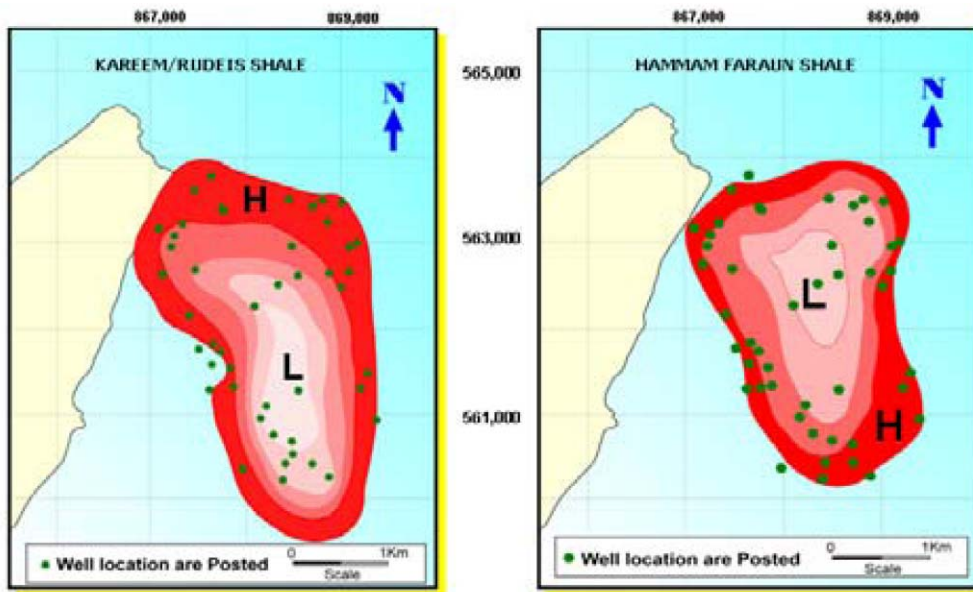 867,000 869,000
KAREEM/RUDEIS SHALE
N
H
L
Well location are Posted
0 1Km
Scale
565,000
563,000
561,000
867,000 869,000
HAMMAM FARAUN SHALE
N
L
H
Well location are Posted
0 1Km
Scale